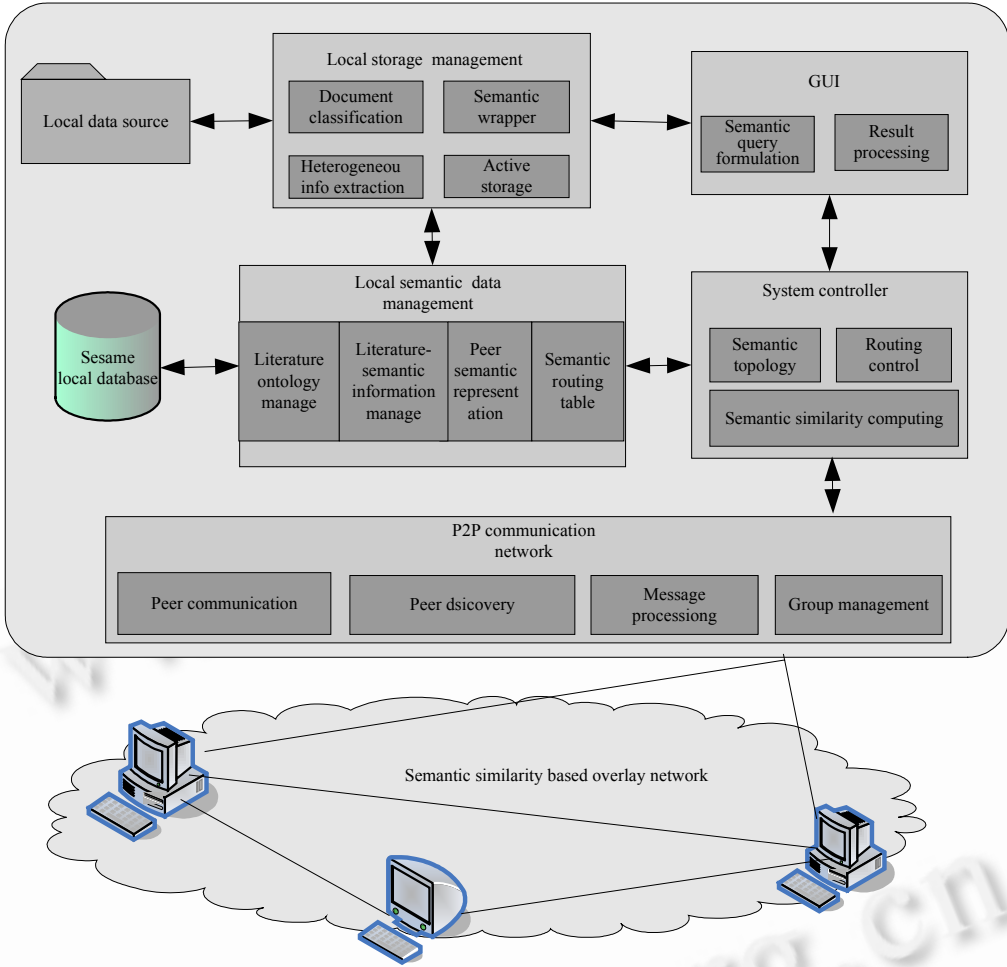 Local storage management
Document
classification
Semantic
wrapper
Heterogeneou
info extraction
Active
storage
Local data source
GUI
Semantic
query
formulation
Result
processing
Local semantic data
management
Literature
ontology
manage
Literature-
semantic
information
manage
Peer
semantic
represent
ation
Semantic
routing
table
Sesame
local database
System controller
Semantic
topology
Routing
control
Semantic similarity computing
P2P communication
network
Peer communication
Peer dsicovery
Message
processiong
Group management
Semantic similarity based overlay network